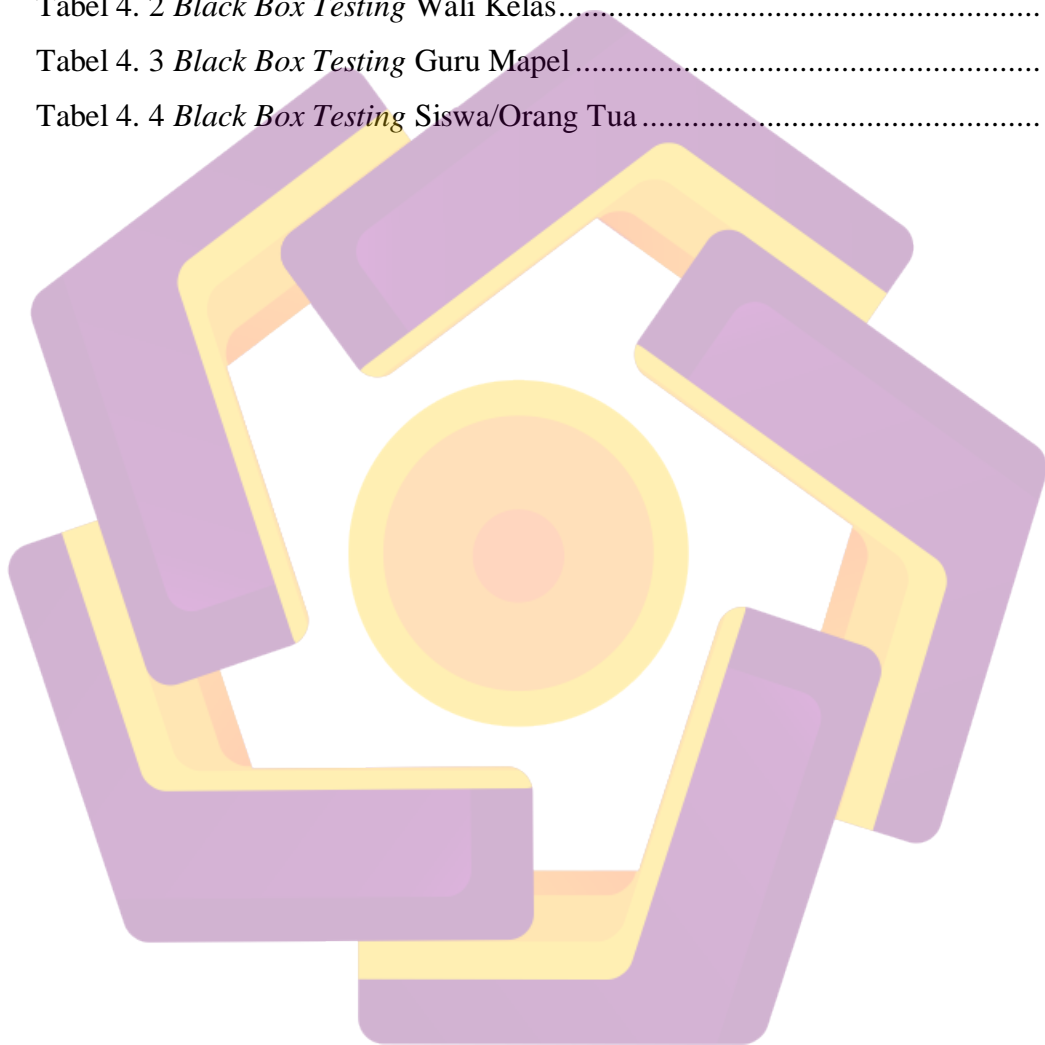 Tabel 4. 2 Black Box Testing Wali Kelas..........................................................
Tabel 4. 3 Black Box Testing Guru Mapel........................................................
Tabel 4. 4 Black Box Testing Siswa/Orang Tua................................................